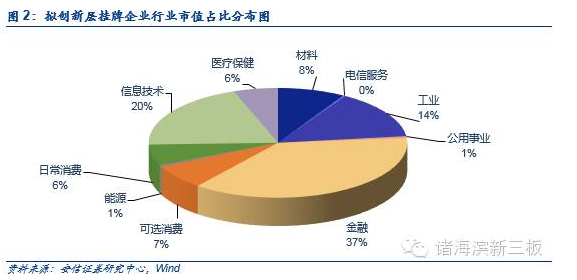 图2：拟创新层挂牌企业行业市值占比分布图
材料
8%
电信服务
0%
工业
14%
公用事业
1%
金融
37%
可选消费
7%
能源
1%
日常消费
6%
信息技术
20%
医疗保健
6%
诸海滨新三板
资料来源：安信证券研究中心，Wind